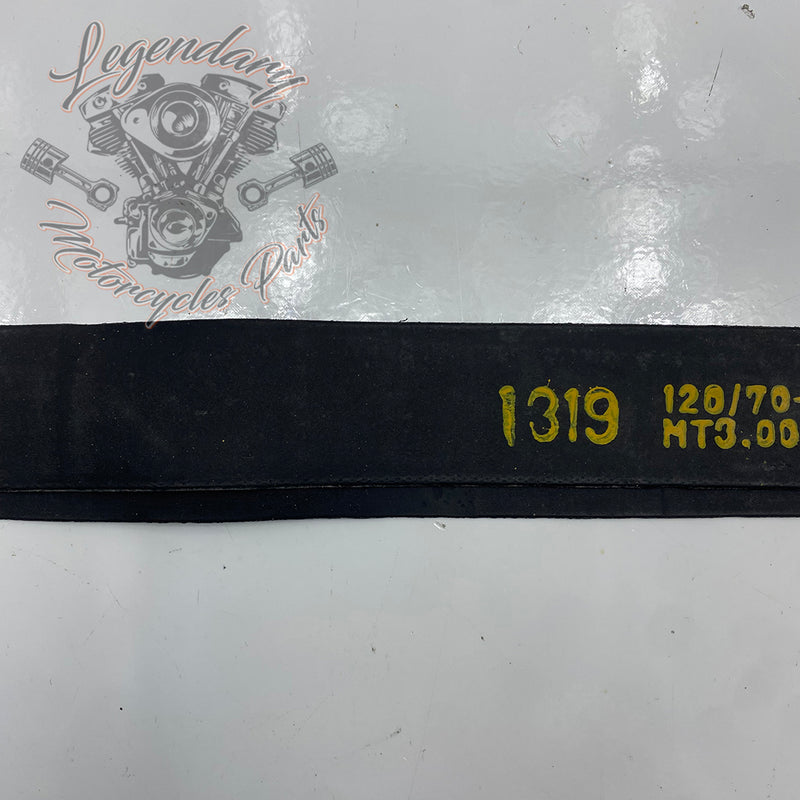 Legendary
Motorcycles Parts
1319
120/70-
MT3.00